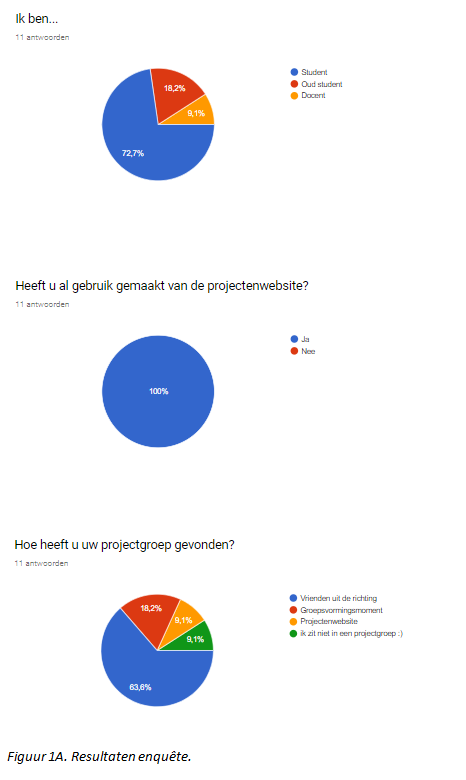 Ik ben...
11 antwoorden
18,2%
9,1%
72,7%
Student
Oud student
Docent
Heeft u al gebruik gemaakt van de projectenwebsite?
11 antwoorden
100%
Ja
Nee
Hoe heeft u uw projectgroep gevonden?
11 antwoorden
18,2%
9,1%
9,1%
63,6%
Vrienden uit de richting
Groepsvormingsmoment
Projectenwebsite
ik zit niet in een projectgroep :)
Figuur 1A. Resultaten enquête.